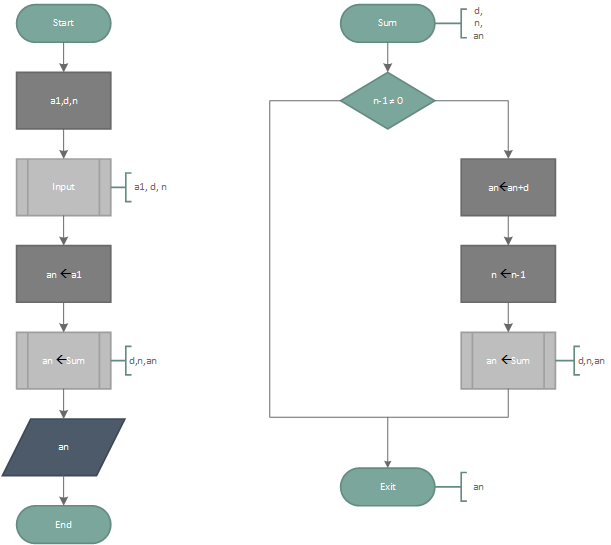 Start
a1,d,n
Input
a1, d, n
an ← a1
an ← Sum
d,n,an
an
End
Sum
d,
n,
an
n-1 ≠ 0
an ← an+d
n ← n-1
an ← Sum
d,n,an
Exit
an